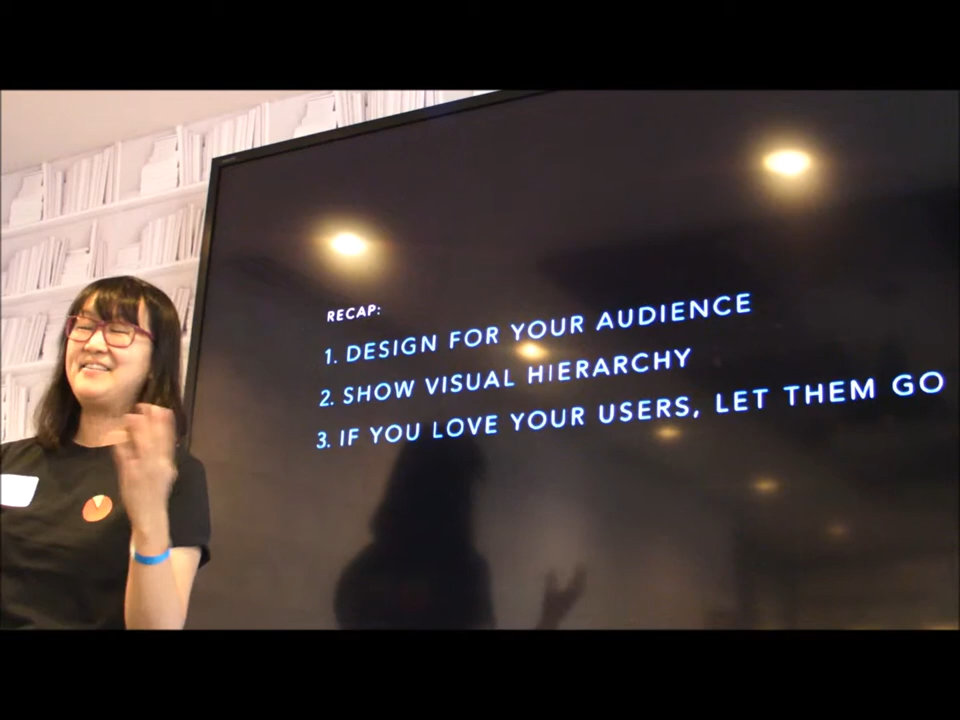 RECAP:
1. DESIGN FOR YOUR AUDIENCE
2. SHOW VISUAL HIERARCHY
3. IF YOU LOVE YOUR USERS, LET THEM GO